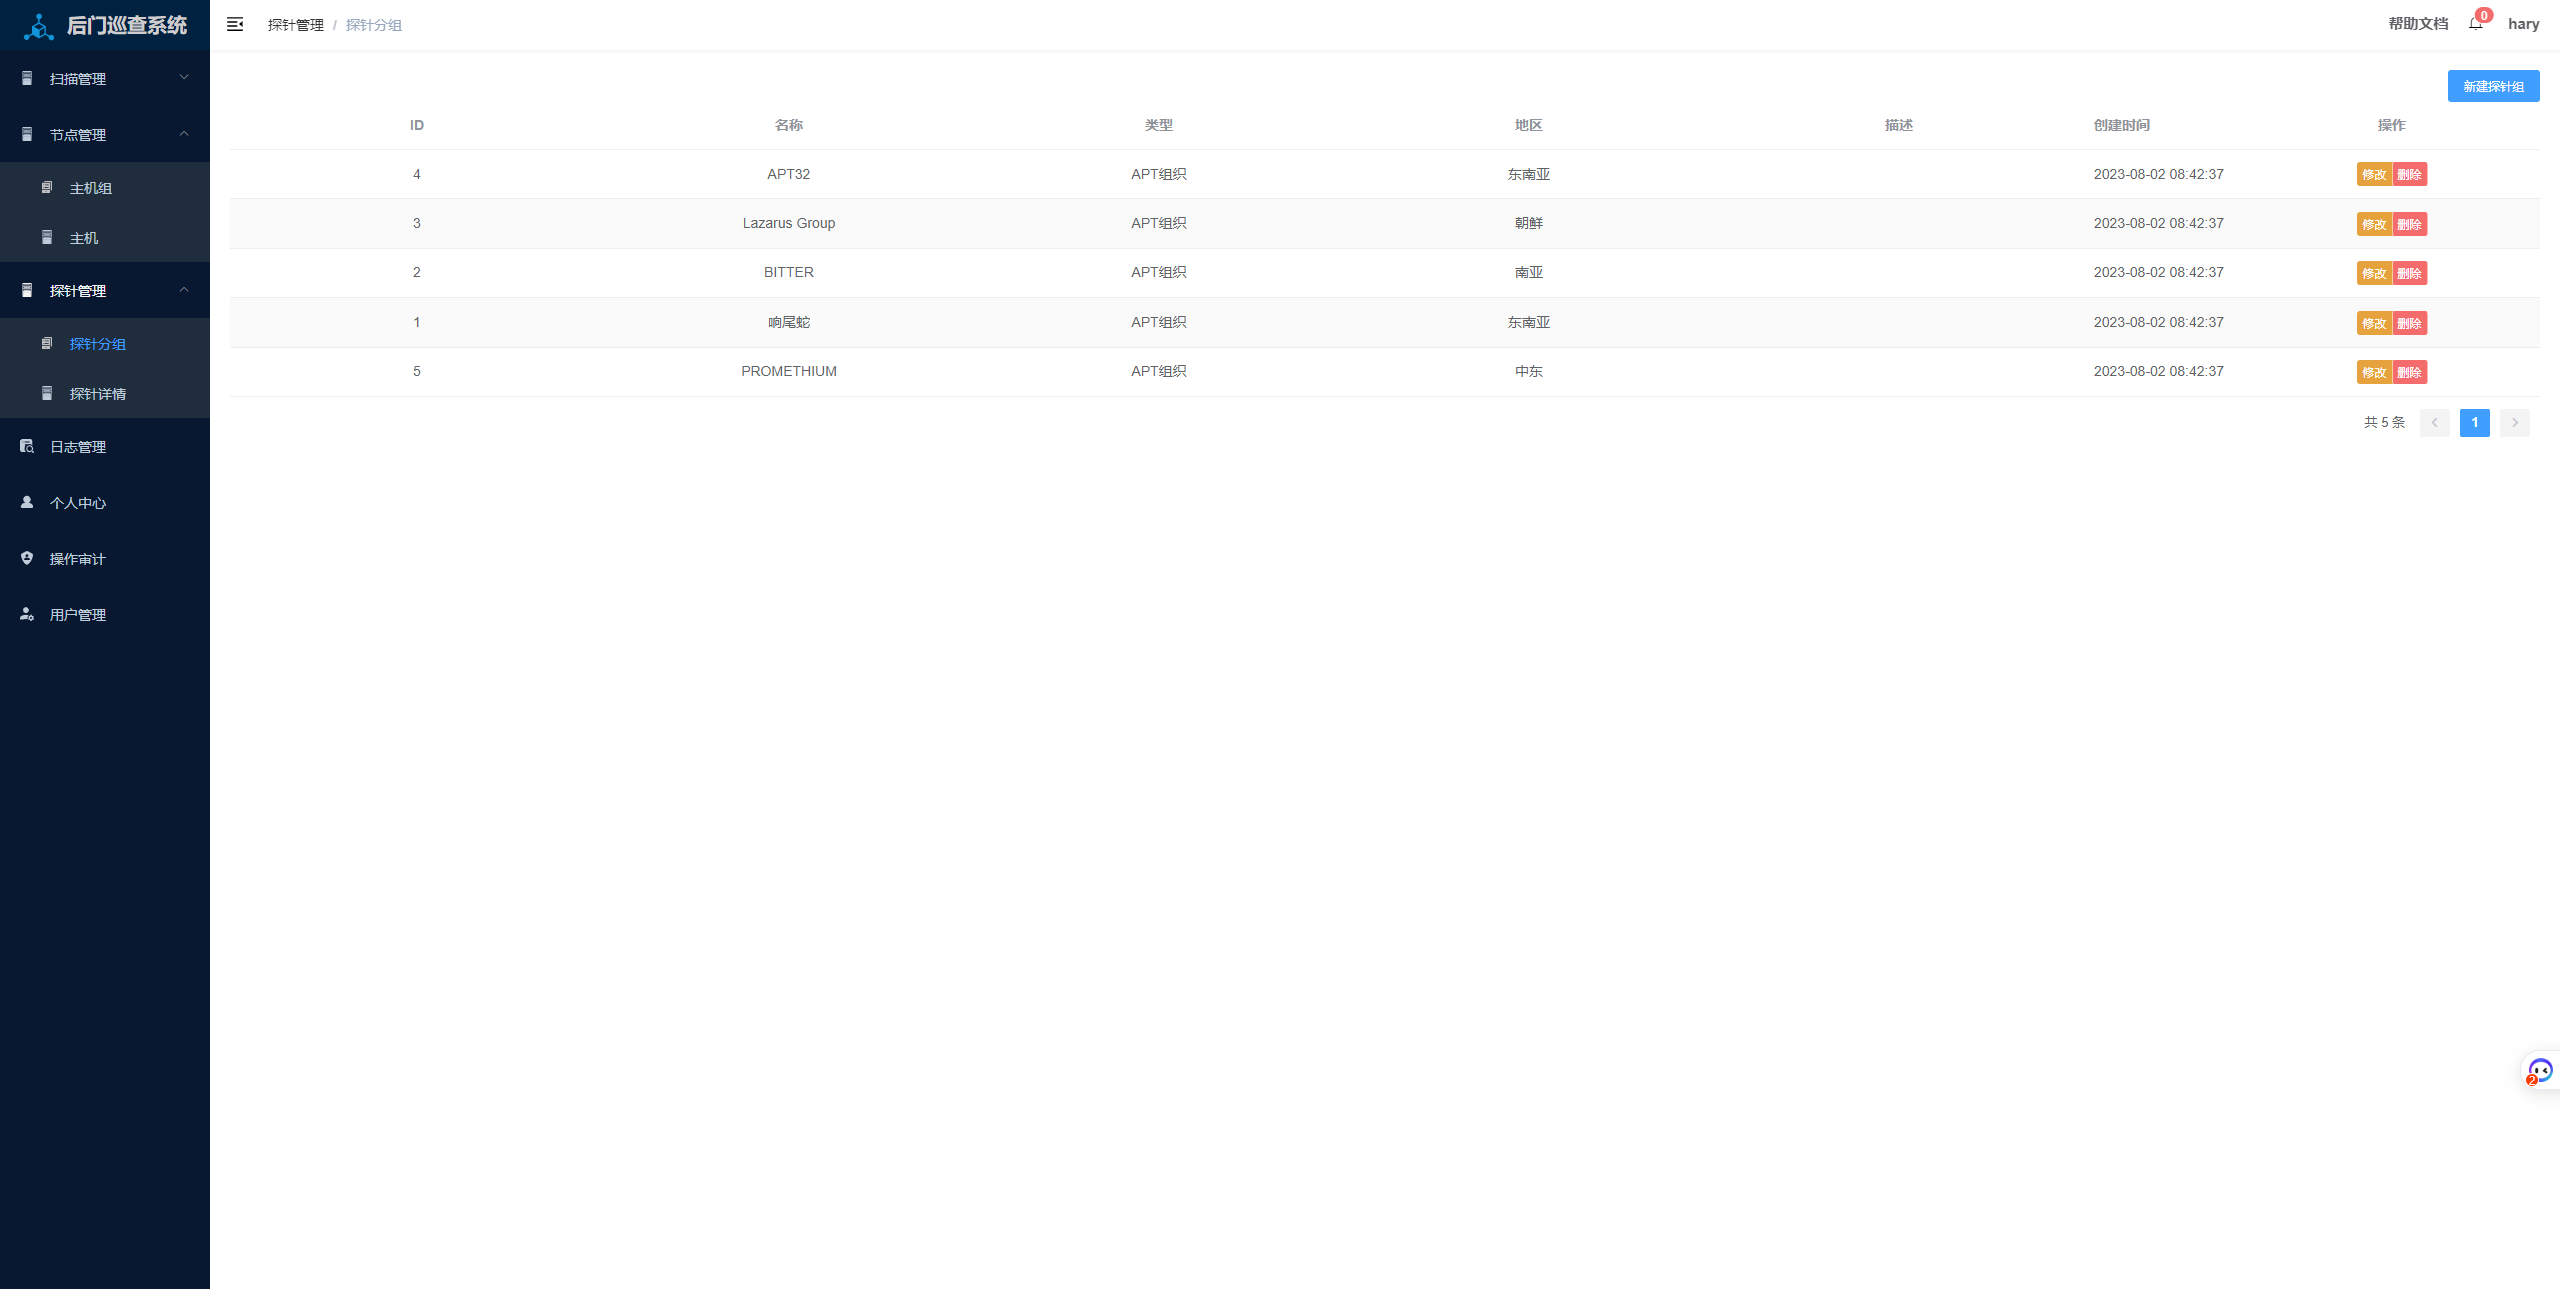 后门巡查系统
扫描管理
节点管理
主机组
主机
探针管理
探针分组
探针详情
日志管理
个人中心
操作审计
用户管理
探针管理 / 探针分组
帮助文档 0 hary
新建探针组
ID 名称 类型 地区 描述 创建时间 操作
4 APT32 APT组织 东南亚 2023-08-02 08:42:37 修改 删除
3 Lazarus Group APT组织 朝鲜 2023-08-02 08:42:37 修改 删除
2 BITTER APT组织 南亚 2023-08-02 08:42:37 修改 删除
1 响尾蛇 APT组织 东南亚 2023-08-02 08:42:37 修改 删除
5 PROMETHIUM APT组织 中东 2023-08-02 08:42:37 修改 删除
共 5 条 1
2